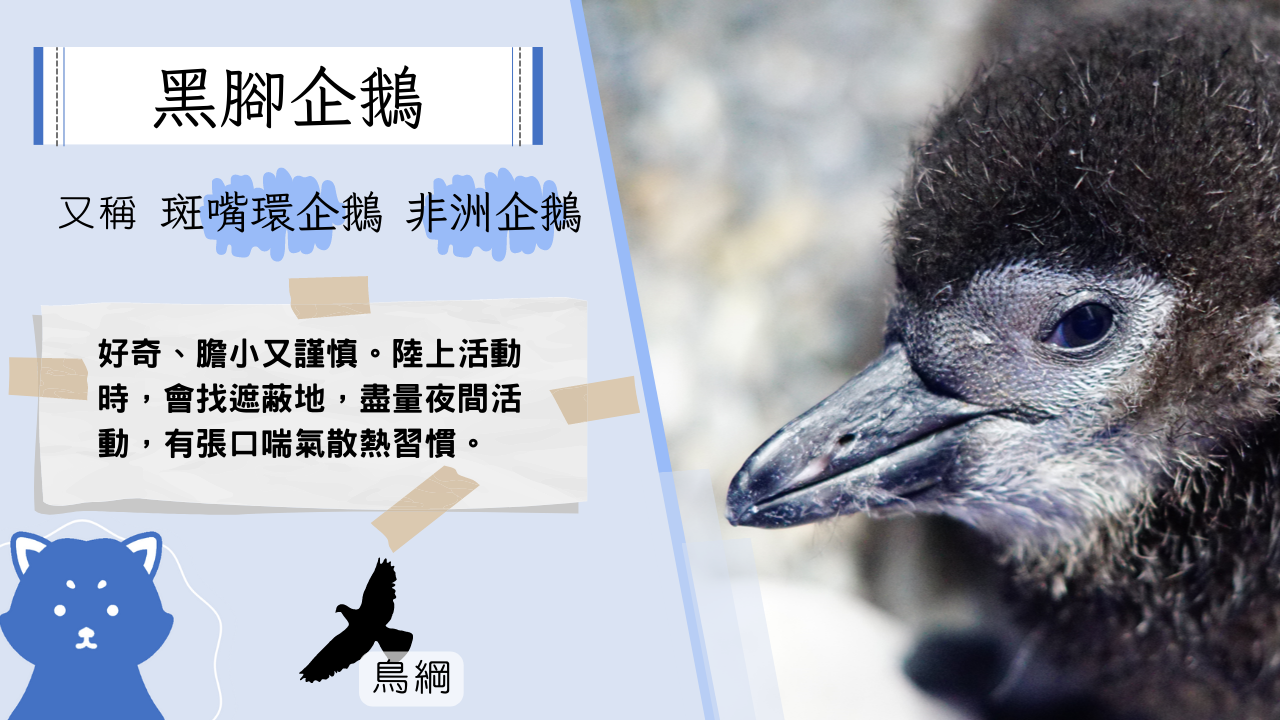 黑腳企鵝
又稱 斑嘴環企鵝 非洲企鵝
好奇、膽小又謹慎。陸上活動
時，會找遮蔽地，盡量夜間活
動，有張口喘氣散熱習慣。
鳥綱